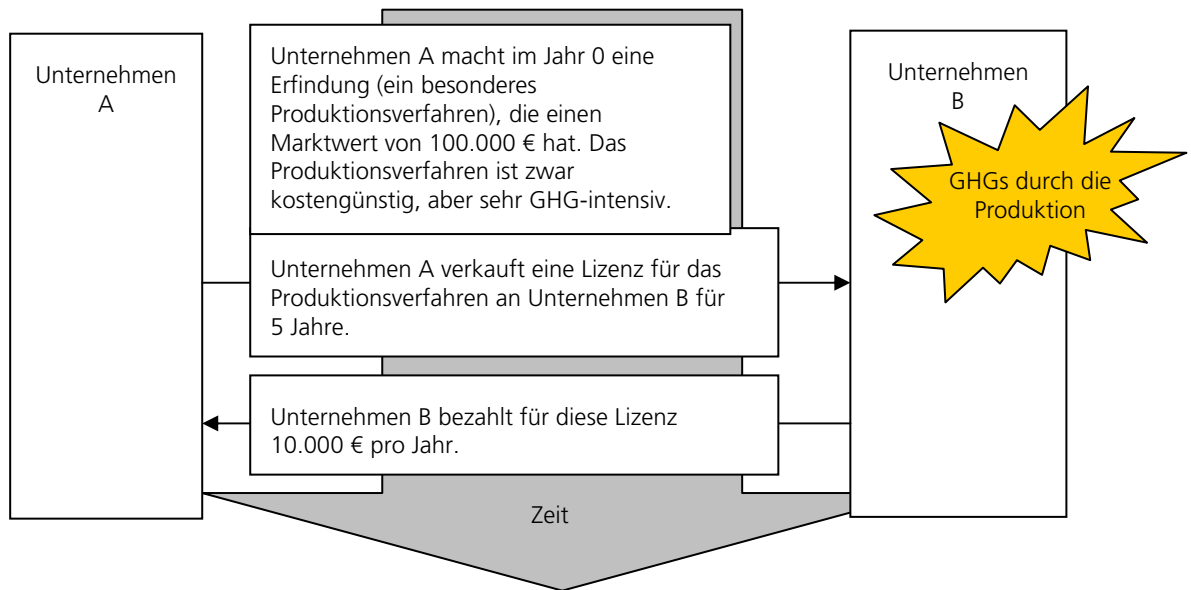 Unternehmen
A
Unternehmen A macht im Jahr 0 eine
Erfindung (ein besonderes
Produktionsverfahren), die einen
Marktwert von 100.000 € hat. Das
Produktionsverfahren ist zwar
kostengünstig, aber sehr GHG-intensiv.
Unternehmen
B
GHGs durch die
Produktion
Unternehmen A verkauft eine Lizenz für das
Produktionsverfahren an Unternehmen B für
5 Jahre.
Unternehmen B bezahlt für diese Lizenz
10.000 € pro Jahr.
Zeit